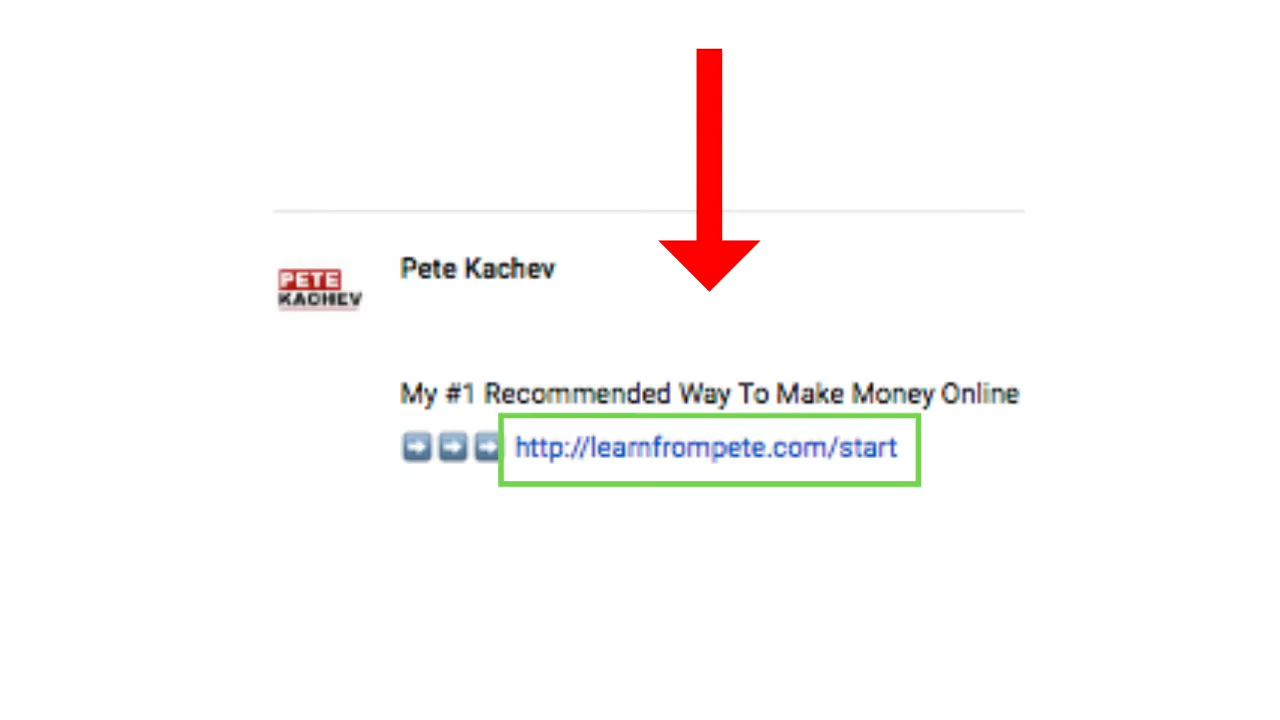 PETE
KACHEV
Pete Kachev
My #1 Recommended Way To Make Money Online
➡➡➡ http://learnfrompete.com/start